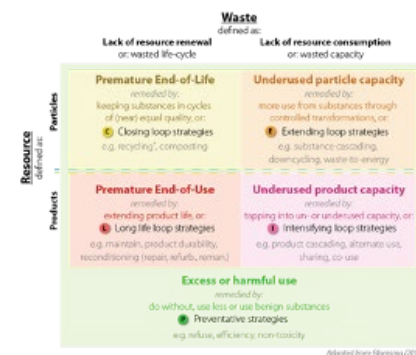 Waste
defined as:
Lack of resource renewal
or: wasted life-cycle
Lack of resource consumption
or: wasted capacity
Resource
defined as:
Particles
Premature End-of-Life
remedied by:
keeping substances in cycles
of (near) equal quality, or:
C Closing loop strategies
e.g. recycling*, composting
Underused particle capacity
remedied by:
more use from substances through
controlled transformations, or:
E Extending loop strategies
e.g. substance cascading,
downcycling, waste-to-energy
Products
Premature End-of-Use
remedied by:
extending product life, or:
L Long life loop strategies
e.g. maintain, product durability,
reconditioning (repair, refurb, reman.)
Underused product capacity
remedied by:
tapping into un- or underused capacity, or:
I Intensifying loop strategies
e.g. product cascading, alternate use,
sharing, co-use
Excess or harmful use
remedied by:
do without, use less or use benign substances
P Preventative strategies
e.g. refuse, efficiency, non-toxicity
Adapted from